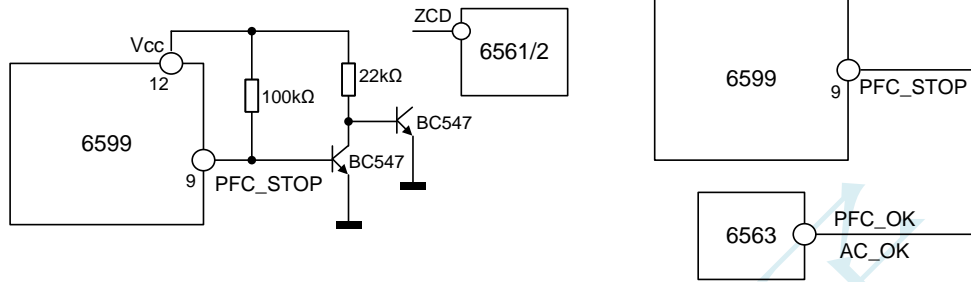 ZCD
6561/2
Vcc
12
100kΩ
22kΩ
BC547
6599
BC547
9
PFC_STOP
6599
9
PFC_STOP
6563
PFC_OK
AC_OK